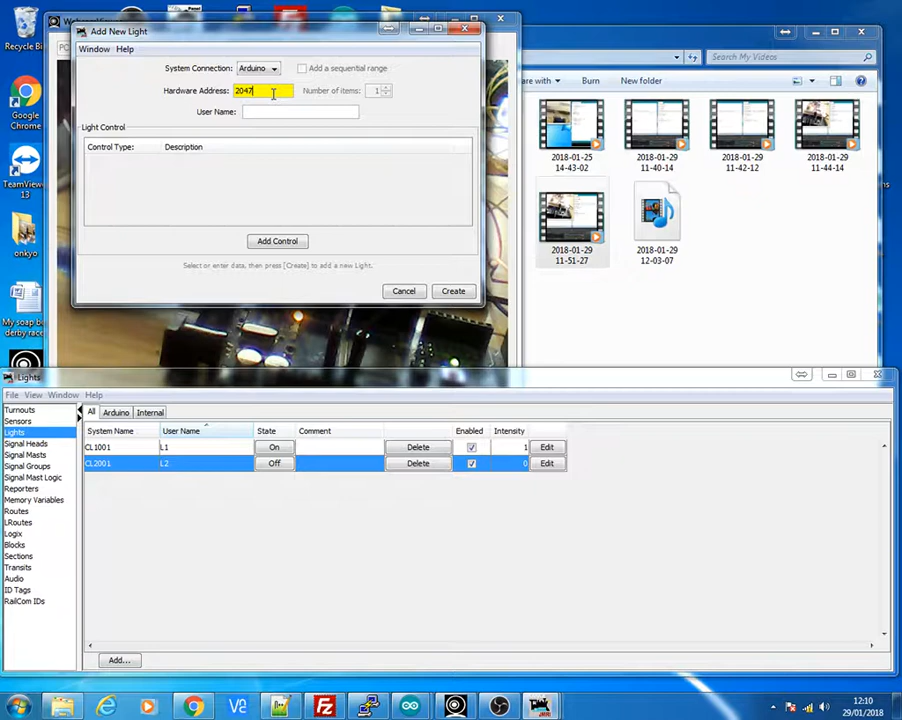 Recycle Bin
Google
Chrome
TeamViewer
13
onkyo
My soap b
derby race
Add New Light
Window Help
System Connection: Arduino Add a sequential range
Hardware Address: 2047 Number of items: 1
User Name:
Light Control
Control Type: Description
Add Control
Select or enter data, then press [Create] to add a new Light.
Cancel Create
Search My Videos
are with Burn New folder
2018-01-25
14-43-02
2018-01-29
11-40-14
2018-01-29
11-42-12
2018-01-29
11-44-14
2018-01-29
11-51-27
2018-01-29
12-03-07
Lights
File View Window Help
Turnouts
Sensors
Lights
Signal Heads
Signal Masts
Signal Groups
Signal Mast Logic
Reporters
Memory Variables
Routes
LRoutes
Logix
Blocks
Sections
Transits
Audio
ID Tags
RailCom IDs
All Arduino Internal
System Name User Name State Comment Enabled Intensity
CL1001 L1 On Delete 1 Edit
CL2001 L2 Off Delete 0 Edit
Add...
12:10
29/01/2018